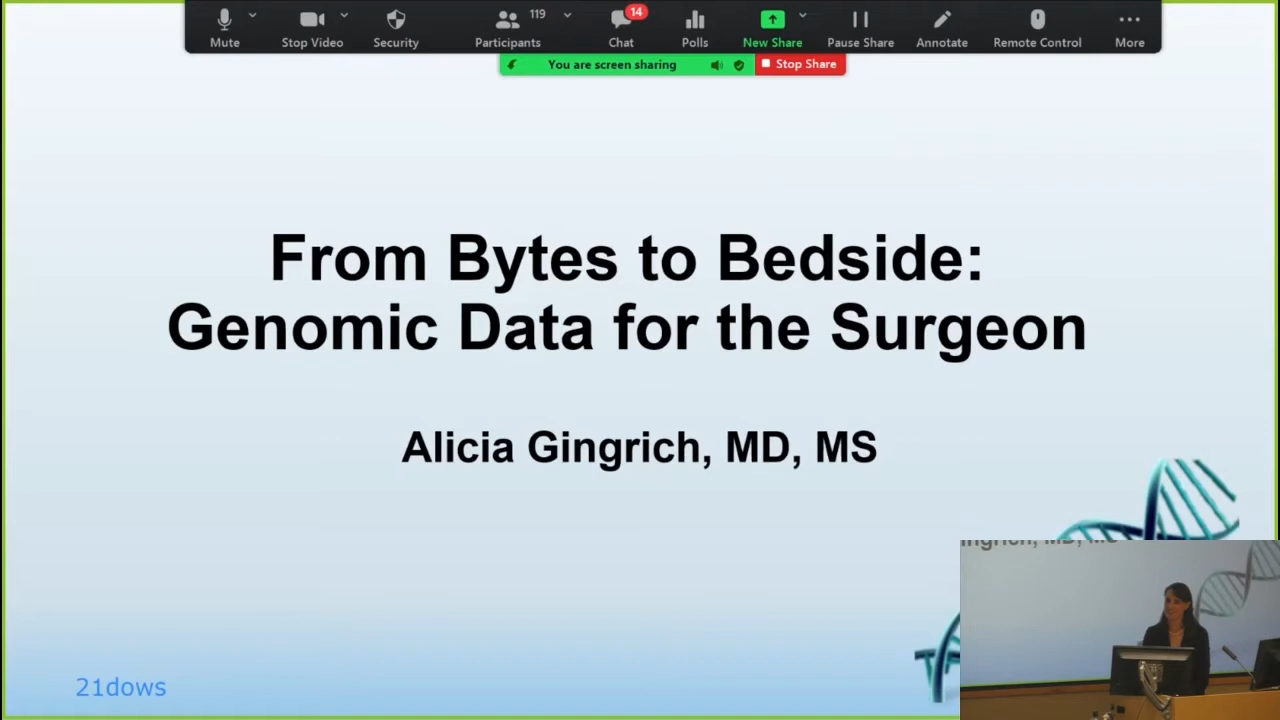 119
14
Mute
Stop Video
Security
Participants
Chat
Polls
New Share
Pause Share
Annotate
Remote Control
More
You are screen sharing
Stop Share
From Bytes to Bedside:
Genomic Data for the Surgeon
Alicia Gingrich, MD, MS
21dows